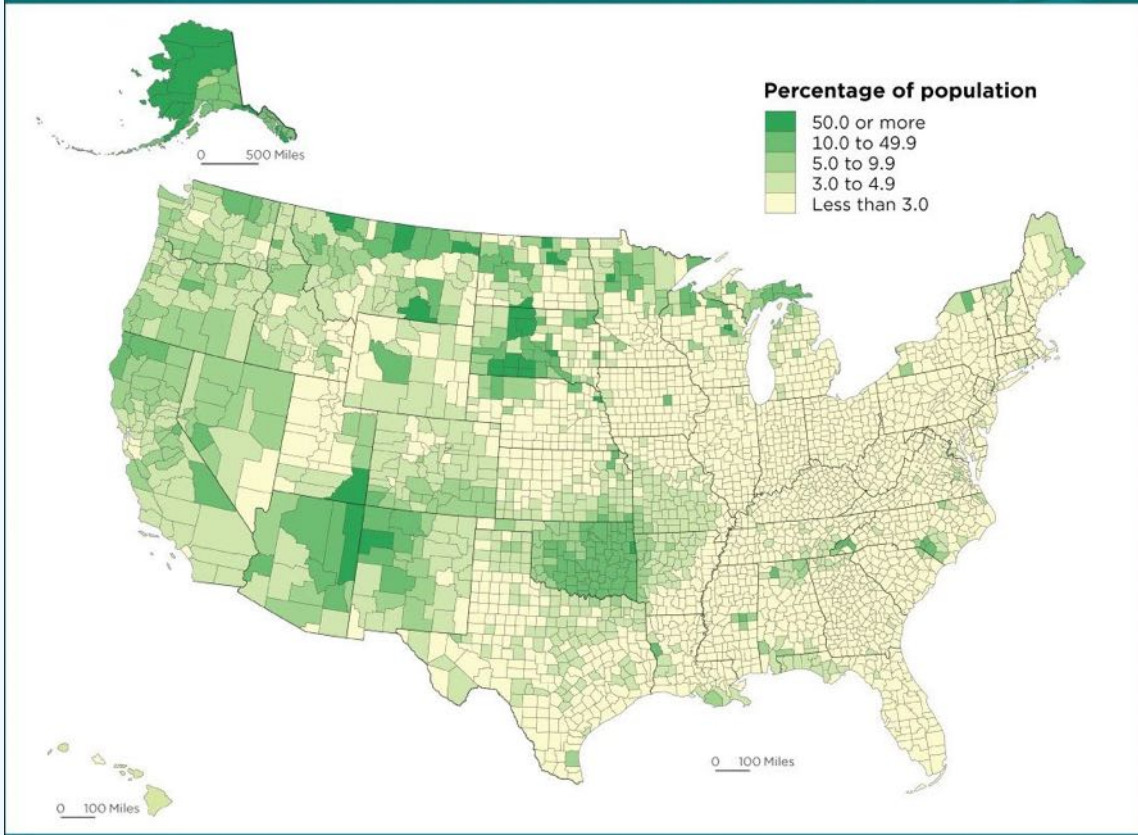 0 500 Miles
Percentage of population
50.0 or more
10.0 to 49.9
5.0 to 9.9
3.0 to 4.9
Less than 3.0
0 100 Miles
0 100 Miles